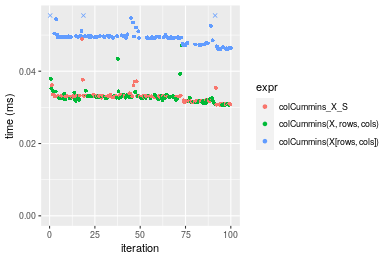 time (ms)
0.04
0.02
0.00
0
25
50
75
100
iteration
expr
colCummins_X_S
colCummins(X, rows, cols)
colCummins(X[rows, cols])